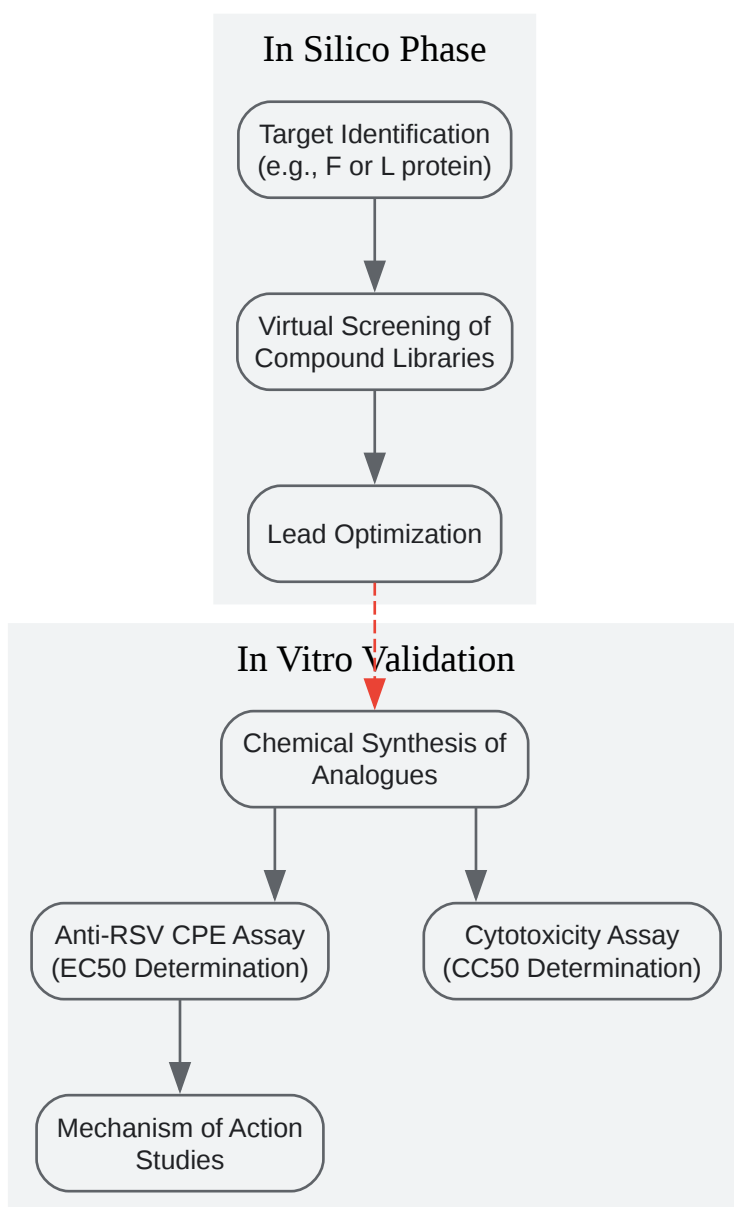 In Silico Phase
Target Identification
(e.g., F or L protein)
Virtual Screening of
Compound Libraries
Lead Optimization
In Vitro Validation
Chemical Synthesis of
Analogues
Anti-RSV CPE Assay
(EC50 Determination)
Cytotoxicity Assay
(CC50 Determination)
Mechanism of Action
Studies